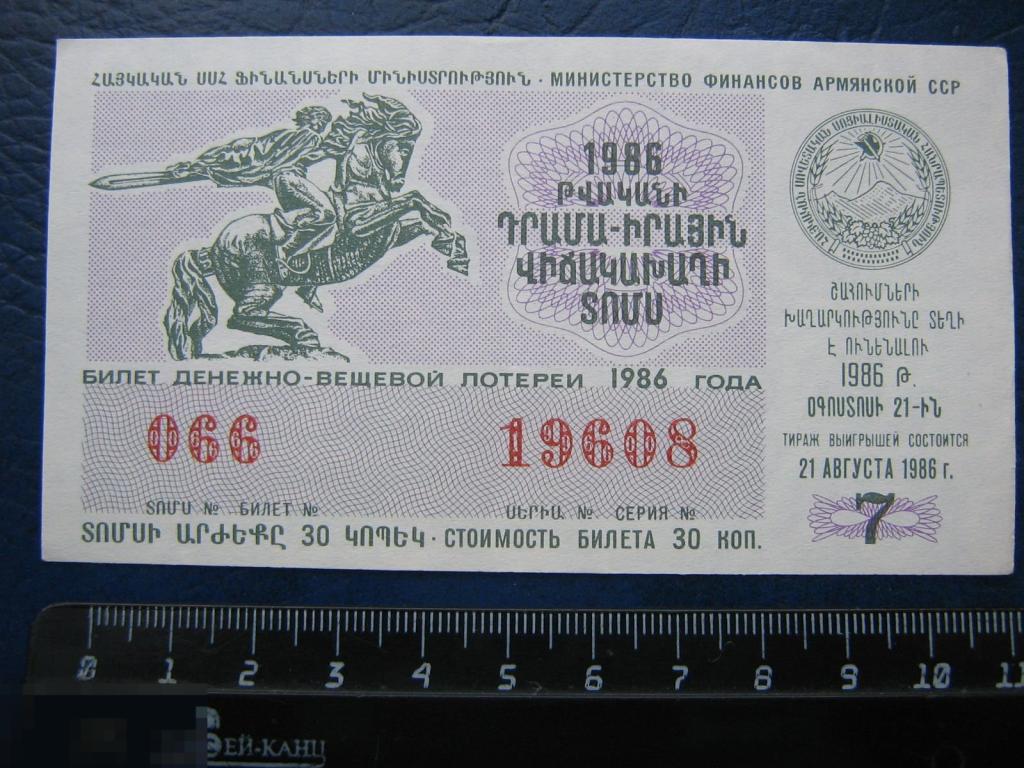 ՀԱՅԿԱԿԱՆ ՍՍՀ ՖԻՆԱՆՍՆԵՐԻ ՄԻՆԻՍՏՐՈՒԹՅՈՒՆ · МИНИСТЕРСТВО ФИНАНСОВ АРМЯНСКОЙ ССР
1986
ԹՎԱԿԱՆԻ
ԴՐԱՄԱ-ԻՐԱՅԻՆ
ՎԻՃԱԿԱԽԱՂԻ
ՏՈՄՍ
БИЛЕТ ДЕНЕЖНО-ВЕЩЕВОЙ ЛОТЕРЕИ 1986 ГОДА
066 19608
ՏՈՄՍ № БИЛЕТ № ՍԵՐԻԱ № СЕРИЯ №
ՏՈՄՍԻ ԱՐԺԵՔԸ 30 ԿՈՊԵԿ · СТОИМОСТЬ БИЛЕТА 30 КОП.
ՇԱՀՈՒՄՆԵՐԻ
ԽԱՂԱՐԿՈՒԹՅՈՒՆԸ ՏԵՂԻ
Է ՈՒՆԵՆԱԼՈՒ
1986 Թ.
ՕԳՈՍՏՈՍԻ 21-ԻՆ
ТИРАЖ ВЫИГРЫШЕЙ СОСТОИТСЯ
21 АВГУСТА 1986 г.
7
0 1 2 3 4 5 6 7 8 9 10 11
ЕЙ-КАНЦ